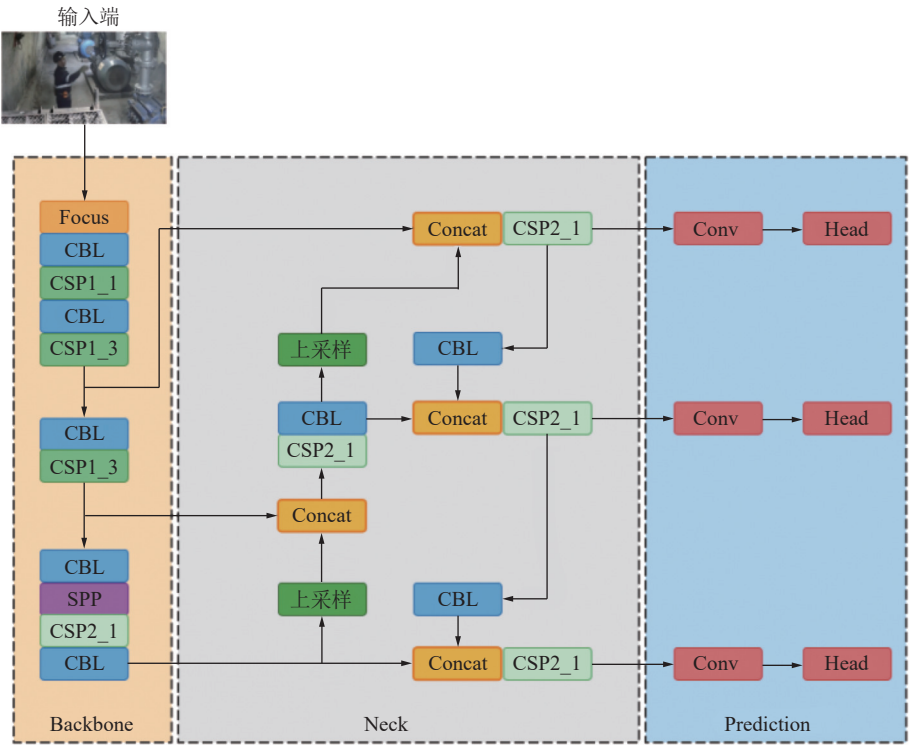 输入端
Focus
CBL
CSP1_1
CBL
CSP1_3
CBL
CSP1_3
CBL
SPP
CSP2_1
CBL
Backbone
Concat
CSP2_1
上采样
CBL
CBL
CSP2_1
Concat
CSP2_1
Concat
上采样
CBL
Concat
CSP2_1
Neck
Conv
Head
Conv
Head
Conv
Head
Prediction